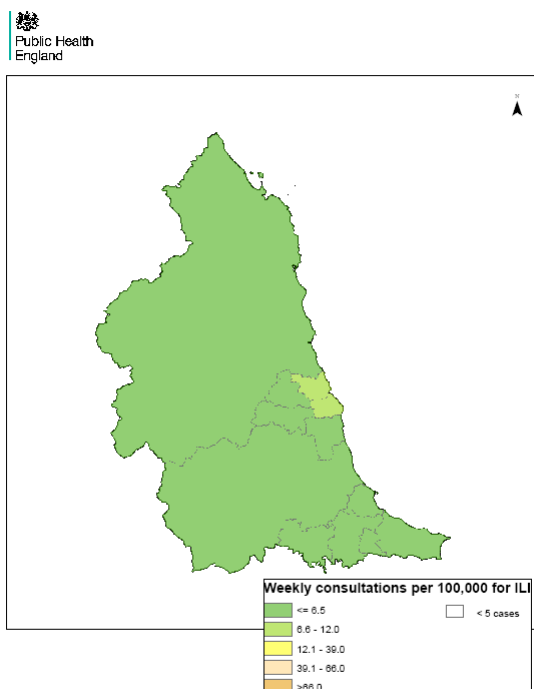 Public Health
England
N
Weekly consultations per 100,000 for ILI
<= 6.5
< 5 cases
6.6 - 12.0
12.1 - 39.0
39.1 - 66.0
>66.0